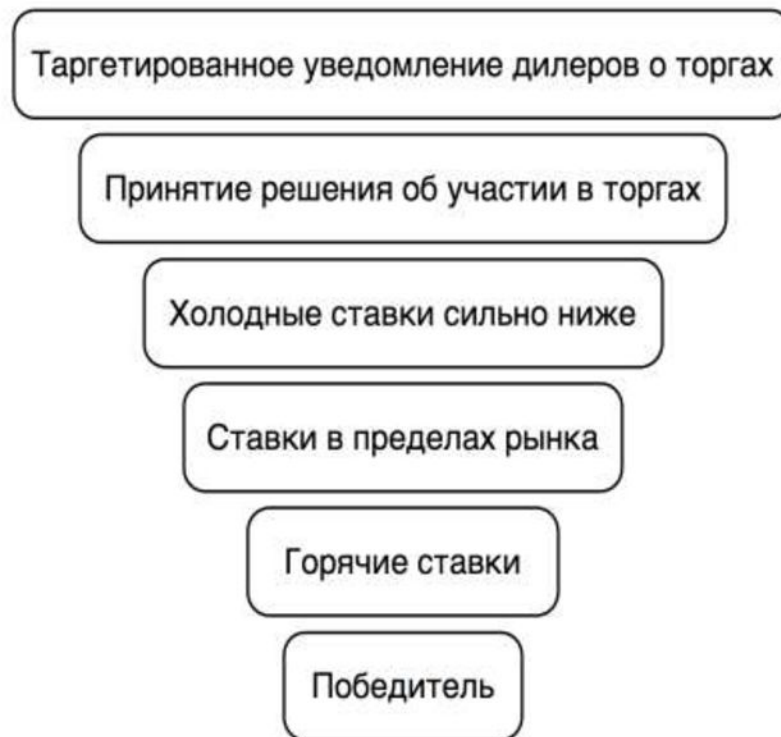 Таргетированное уведомление дилеров о торгах
Принятие решения об участии в торгах
Холодные ставки сильно ниже
Ставки в пределах рынка
Горячие ставки
Победитель